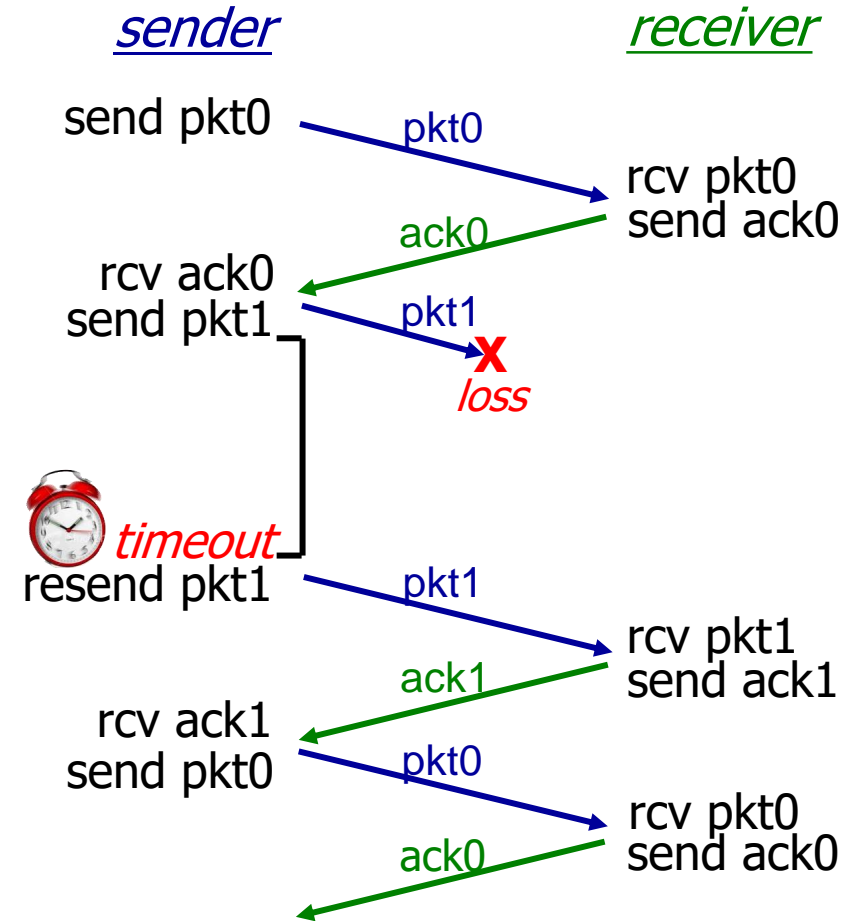 sender
receiver
send pkt0
pkt0
rcv pkt0
send ack0
ack0
rcv ack0
send pkt1
pkt1
X
loss
timeout
resend pkt1
pkt1
rcv pkt1
send ack1
ack1
rcv ack1
send pkt0
pkt0
rcv pkt0
send ack0
ack0